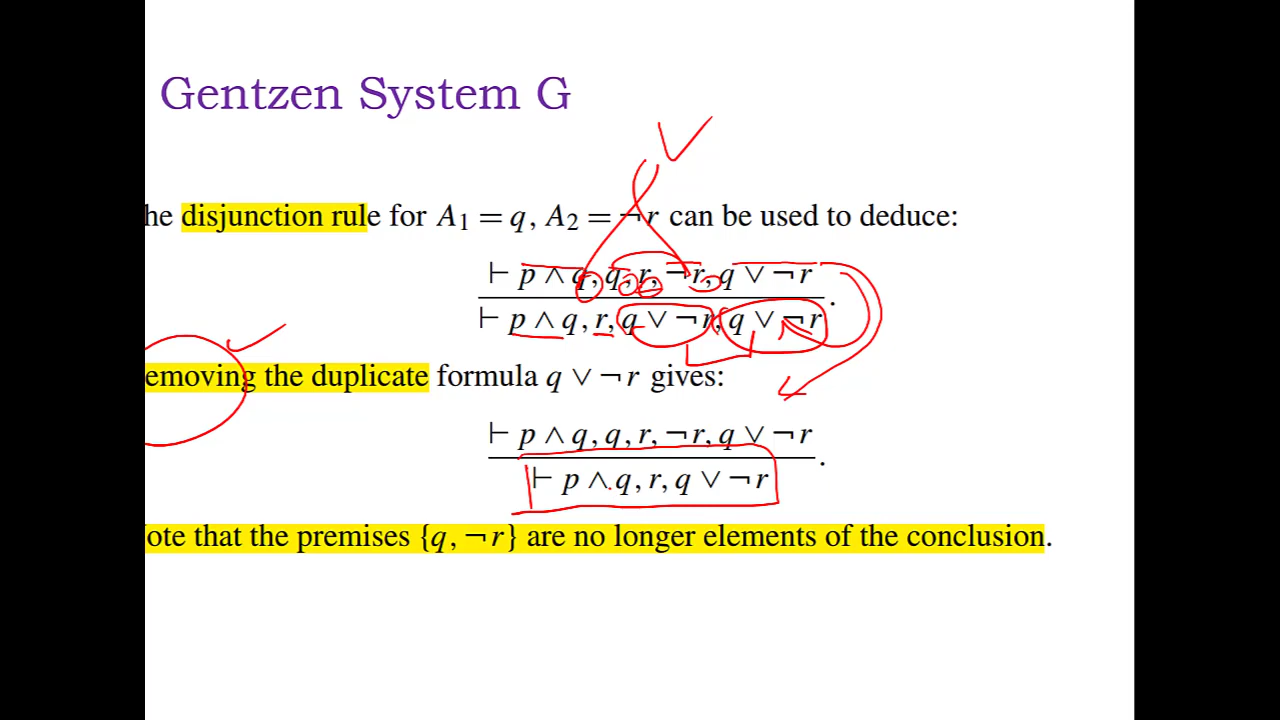 Gentzen System G
he disjunction rule for A₁ = q, A₂ = ¬r can be used to deduce:
⊢ p ∧ q, q, r, ¬r, q ∨ ¬r
⊢ p ∧ q, r, q ∨ ¬r, q ∨ ¬r .
emoving the duplicate formula q ∨ ¬r gives:
⊢ p ∧ q, q, r, ¬r, q ∨ ¬r
⊢ p ∧ q, r, q ∨ ¬r .
ote that the premises {q, ¬r} are no longer elements of the conclusion.